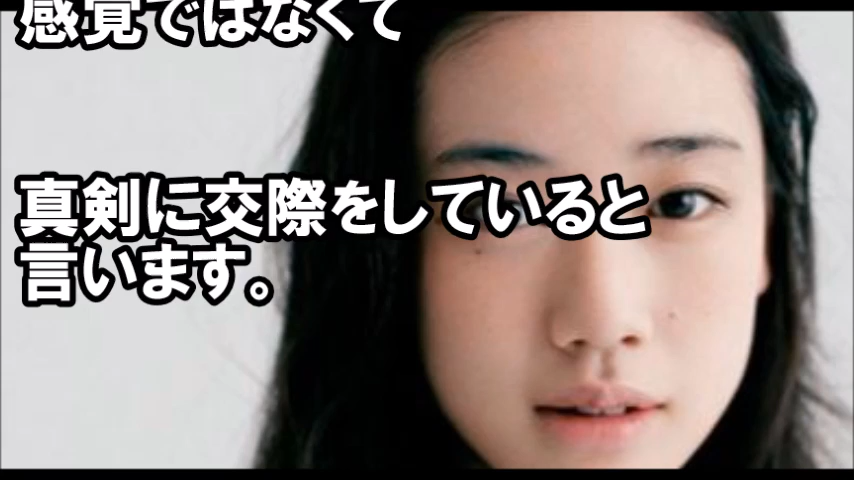 感覚ではなくて
真剣に交際をしていると
言います。